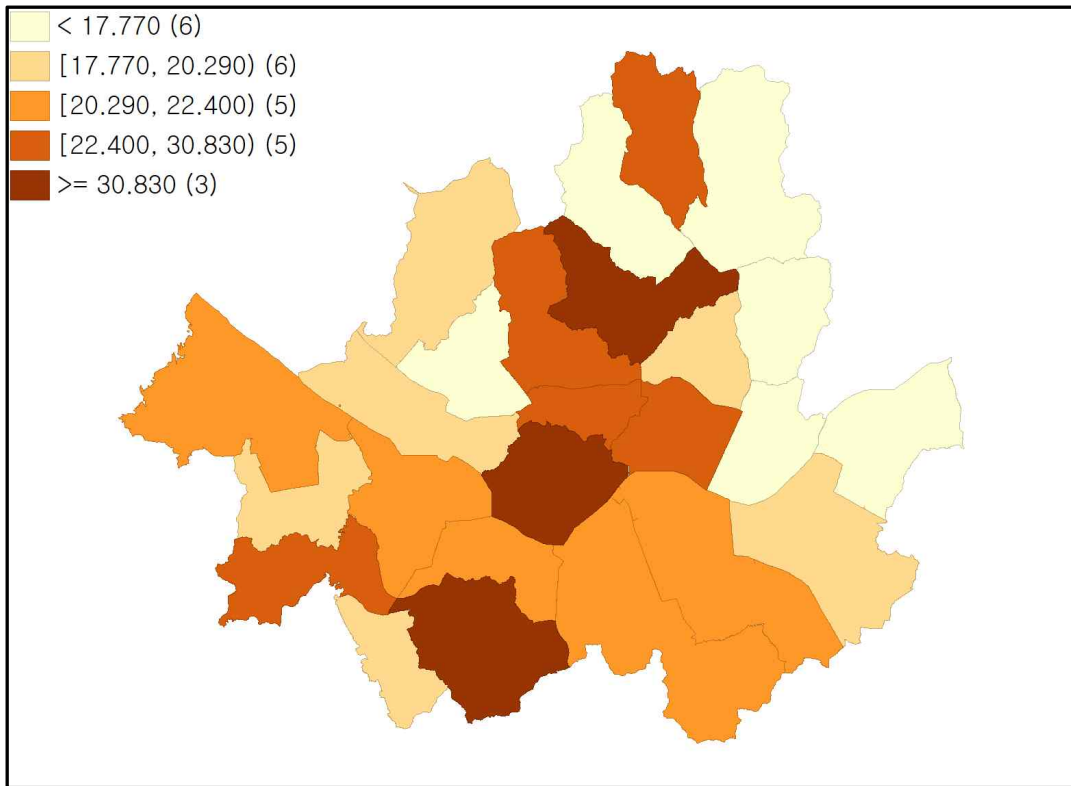 < 17.770 (6)
[17.770, 20.290) (6)
[20.290, 22.400) (5)
[22.400, 30.830) (5)
>= 30.830 (3)